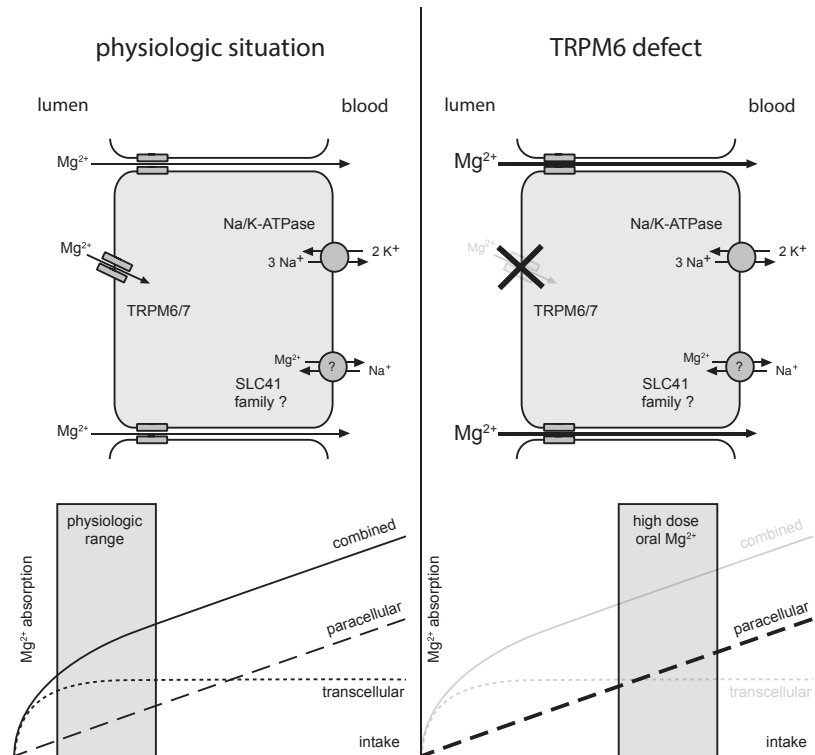 physiologic situation
lumen
blood
Mg²⁺
Na/K-ATPase
Mg²⁺
2 K⁺
3 Na⁺
TRPM6/7
Mg²⁺
?
Na⁺
SLC41
family ?
Mg²⁺
physiologic
range
combined
Mg²⁺ absorption
paracellular
transcellular
intake
TRPM6 defect
lumen
blood
Mg²⁺
Na/K-ATPase
Mg²⁺
2 K⁺
3 Na⁺
TRPM6/7
Mg²⁺
?
Na⁺
SLC41
family ?
Mg²⁺
high dose
oral Mg²⁺
combined
Mg²⁺ absorption
paracellular
transcellular
intake